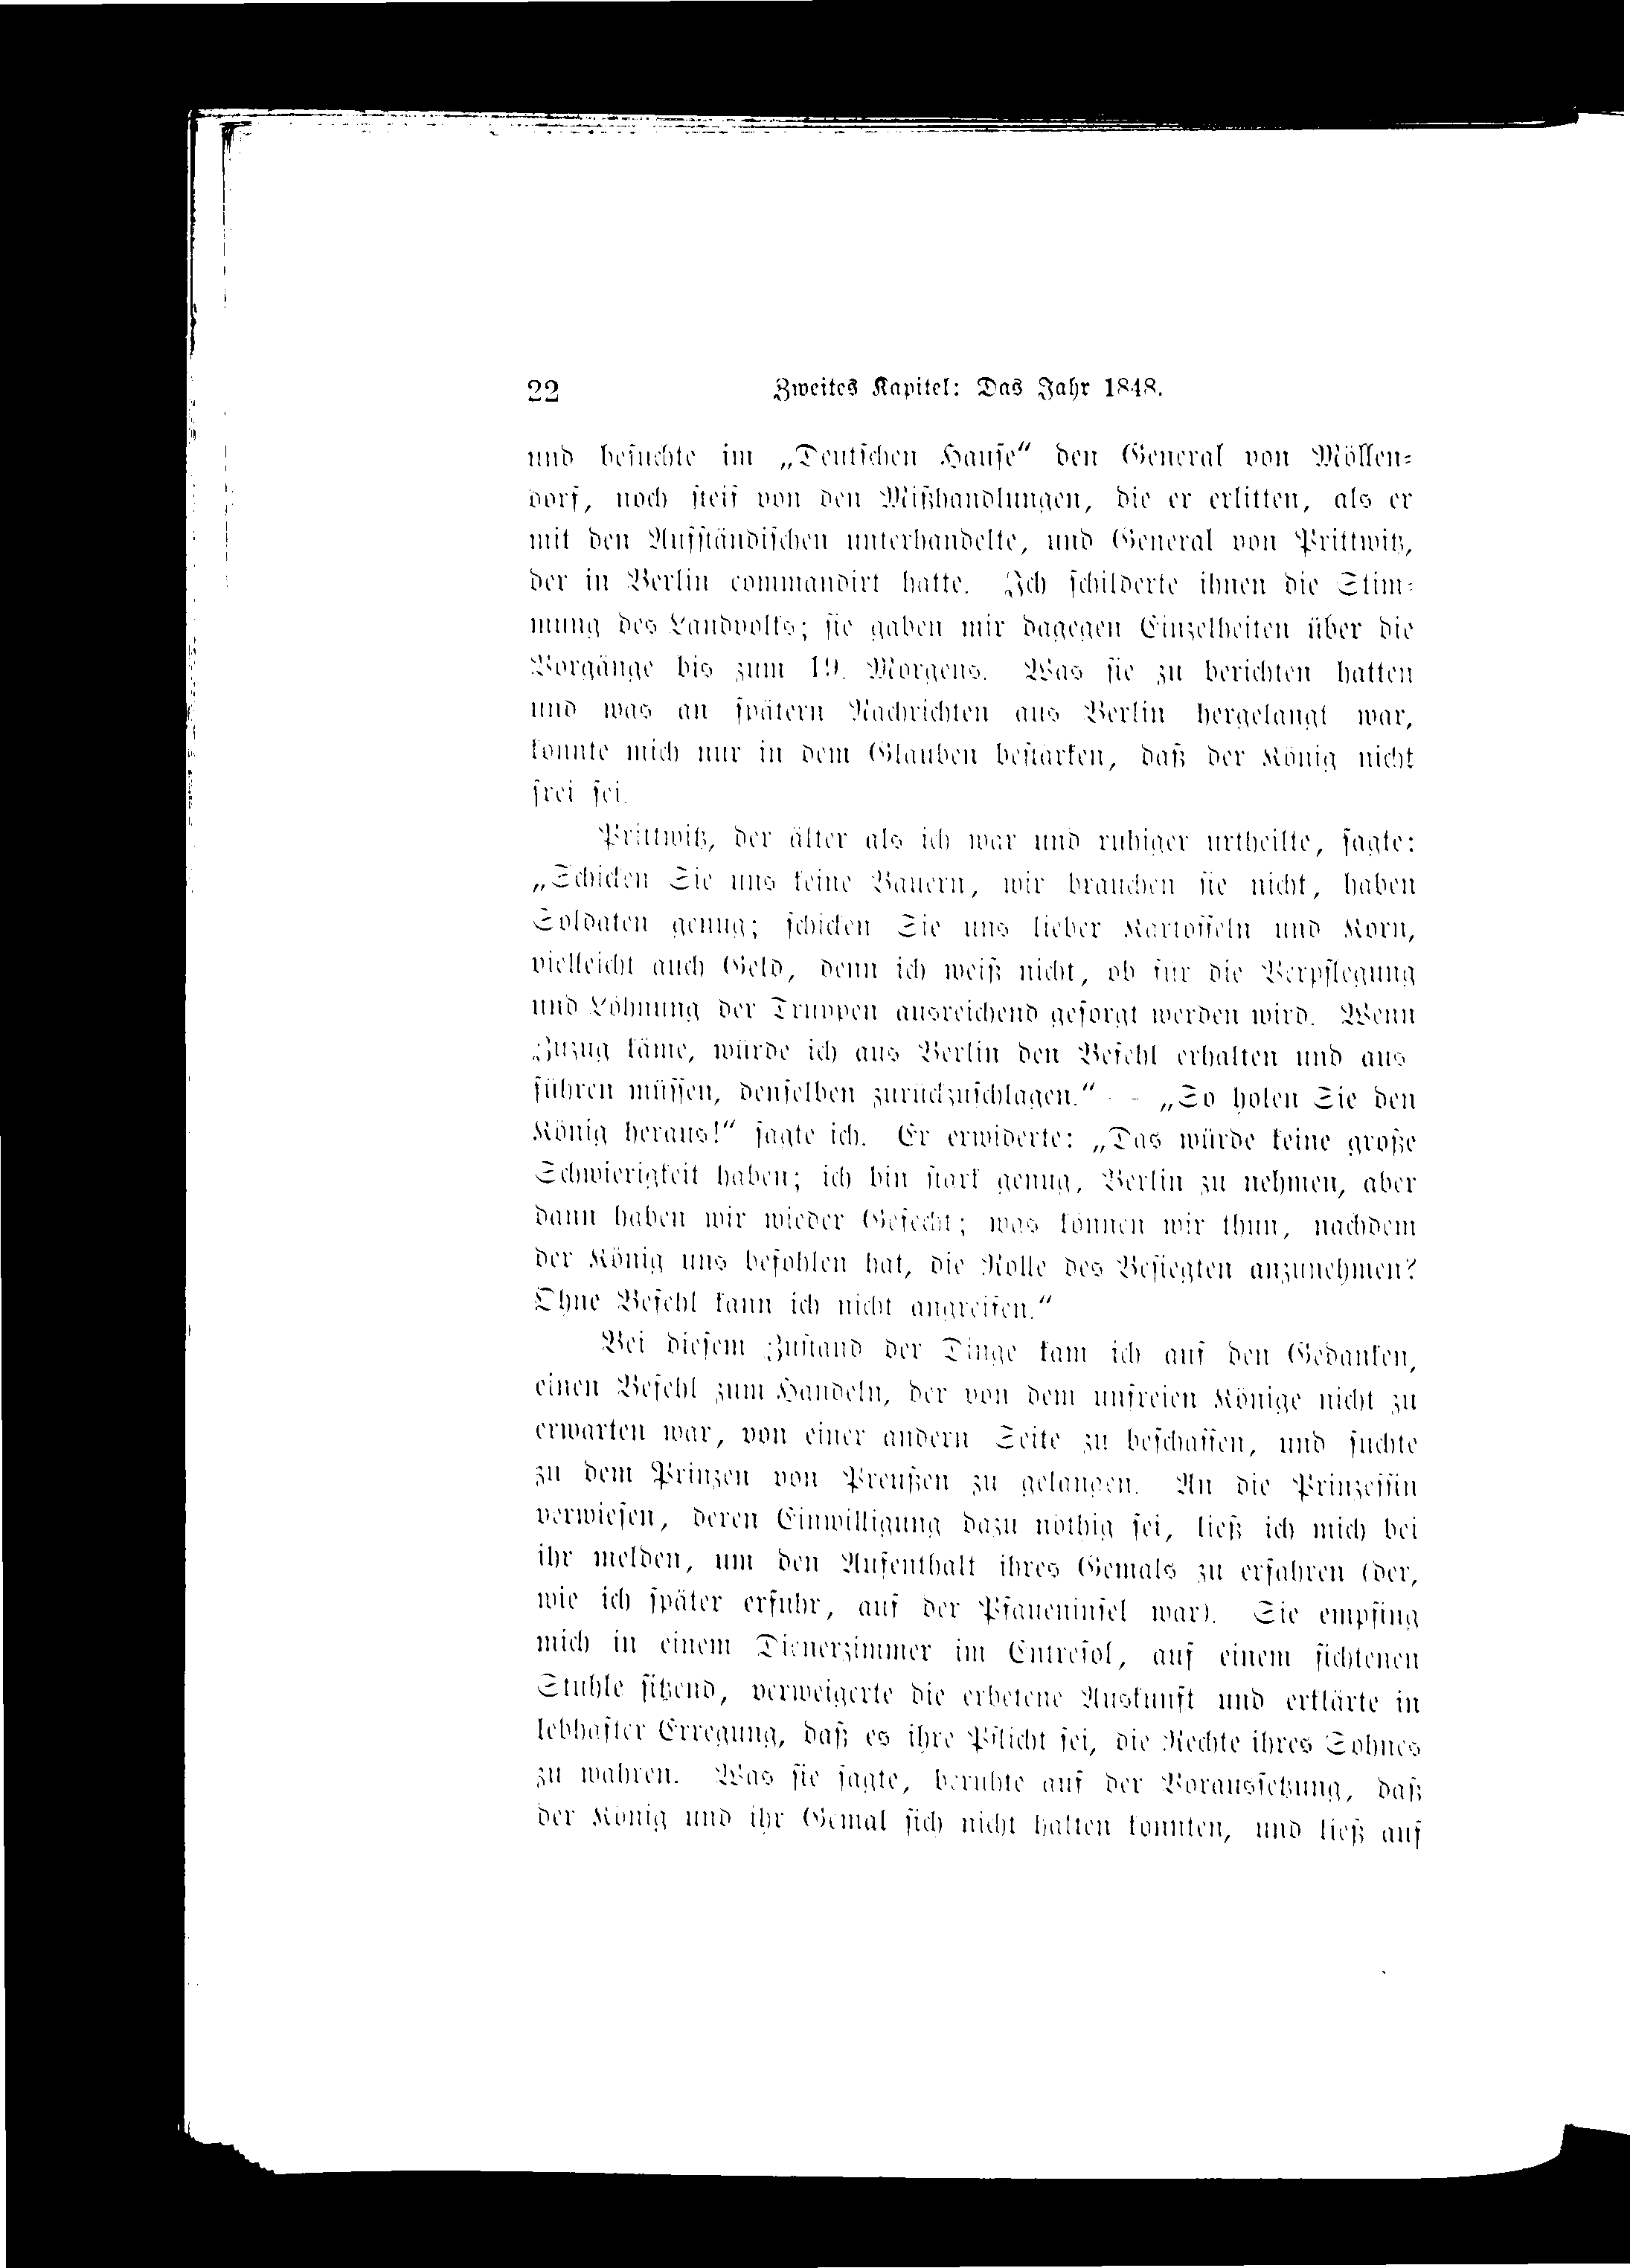 22 Zweites Kapitel: Das Jahr 1848.
und besuchte im „Deutschen Hause“ den General von Möllen-
dorf, noch steif von den Mißhandlungen, die er erlitten, als er
mit den Aufständischen unterhandelte, und General von Prittwitz,
der in Berlin commandirt hatte. Ich schilderte ihnen die Stim-
mung des Landvolks; sie gaben mir dagegen Einzelheiten über die
Vorgänge bis zum 19. Morgens. Was sie zu berichten hatten
und was an spätern Nachrichten aus Berlin hergelangt war,
konnte mich nur in dem Glauben bestärken, daß der König nicht
frei sei.
Prittwitz, der älter als ich war und ruhiger urtheilte, sagte:
„Schicken Sie uns keine Bauern, wir brauchen sie nicht, haben
Soldaten genug; schicken Sie uns lieber Kartoffeln und Korn,
vielleicht auch Geld, denn ich weiß nicht, ob für die Verpflegung
und Löhnung der Truppen ausreichend gesorgt werden wird. Wenn
Zuzug käme, würde ich aus Berlin den Befehl erhalten und aus
führen müssen, denselben zurückzuschlagen.“ — „So holen Sie den
König heraus!“ sagte ich. Er erwiderte: „Das würde keine große
Schwierigkeit haben; ich bin stark genug, Berlin zu nehmen, aber
dann haben wir wieder Gefecht; was können wir thun, nachdem
der König uns befohlen hat, die Rolle des Besiegten anzunehmen?
Ohne Befehl kann ich nicht angreifen.“
Bei diesem Zustand der Dinge kam ich auf den Gedanken,
einen Befehl zum Handeln, der von dem unfreien Könige nicht zu
erwarten war, von einer andern Seite zu beschaffen, und suchte
zu dem Prinzen von Preußen zu gelangen. An die Prinzessin
verwiesen, deren Einwilligung dazu nöthig sei, ließ ich mich bei
ihr melden, um den Aufenthalt ihres Gemals zu erfahren (der,
wie ich später erfuhr, auf der Pfaueninsel war). Sie empfing
mich in einem Dienerzimmer im Entresol, auf einem fichtenen
Stuhle sitzend, verweigerte die erbetene Auskunft und erklärte in
lebhafter Erregung, daß es ihre Pflicht sei, die Rechte ihres Sohnes
zu wahren. Was sie sagte, beruhte auf der Voraussetzung, daß
der König und ihr Gemal sich nicht halten könnten, und ließ auf